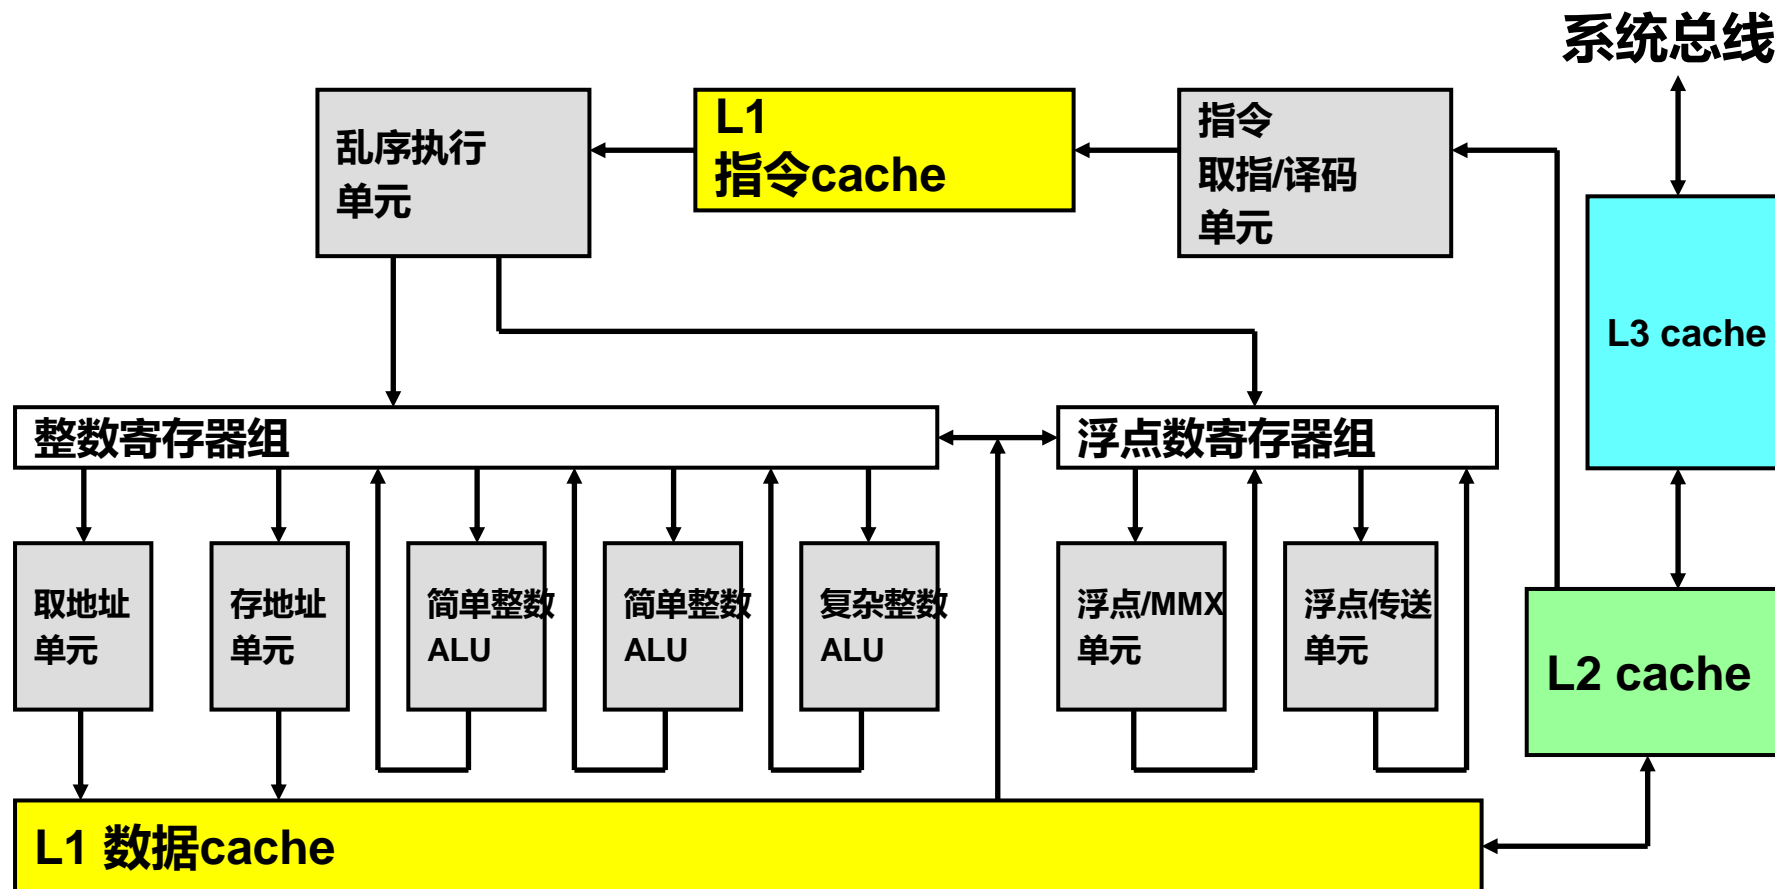 系统总线
乱序执行
单元
L1
指令cache
指令
取指/译码
单元
L3 cache
整数寄存器组
浮点数寄存器组
取地址
单元
存地址
单元
简单整数
ALU
简单整数
ALU
复杂整数
ALU
浮点/MMX
单元
浮点传送
单元
L2 cache
L1 数据cache